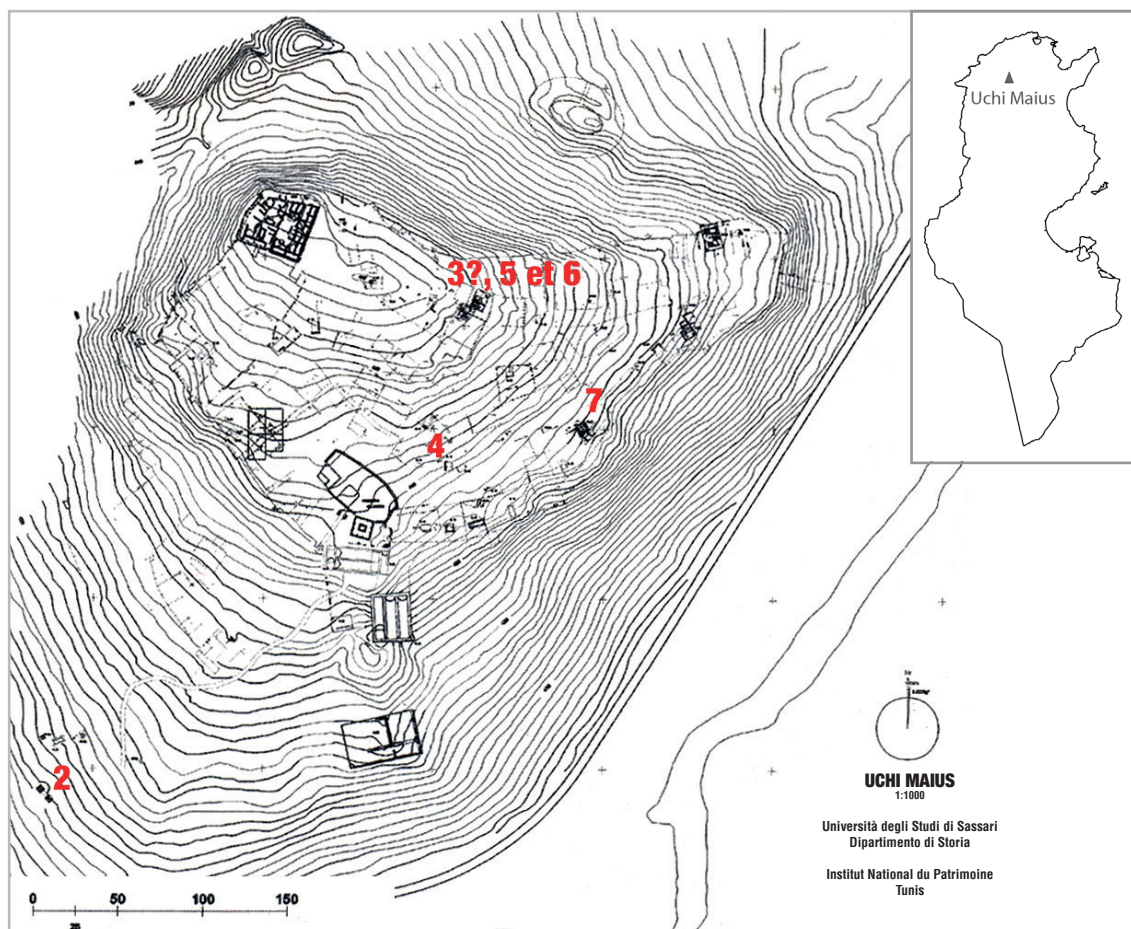 Uchi Maius
3?, 5 et 6
7
4
2
UCHI MAIUS
1:1000
Università degli Studi di Sassari
Dipartimento di Storia
Institut National du Patrimoine
Tunis
0 50 100 150
25